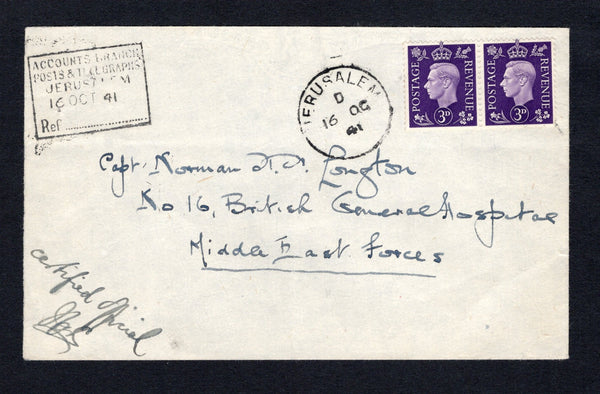 ACCOUNTS BRANCH
POSTS & TELEGRAPHS
JERUSALEM
16 OCT 41
Ref
JERUSALEM
D
16 OC
41
POSTAGE REVENUE
3D
POSTAGE REVENUE
3D
Capt Norman Longton
No 16, British General Hospital
Middle East Forces
certified official